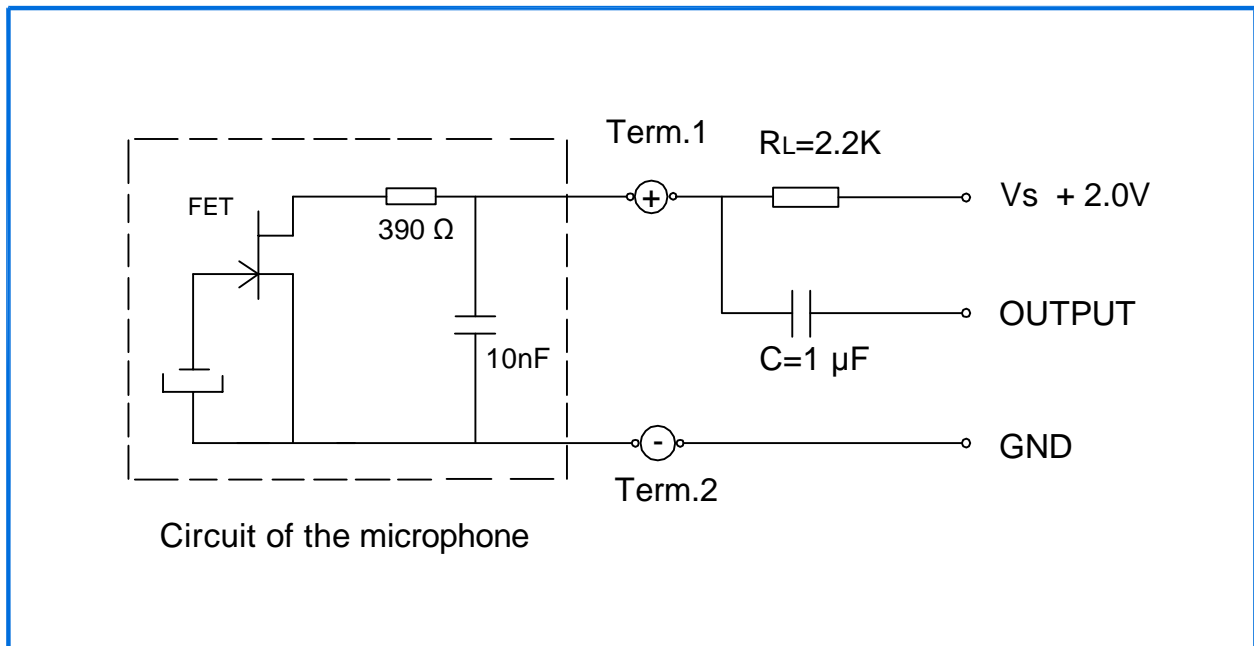 Term.1
RL=2.2K
Vs + 2.0V
FET
390 Ω
+
OUTPUT
10nF
C=1 µF
-
GND
Term.2
Circuit of the microphone